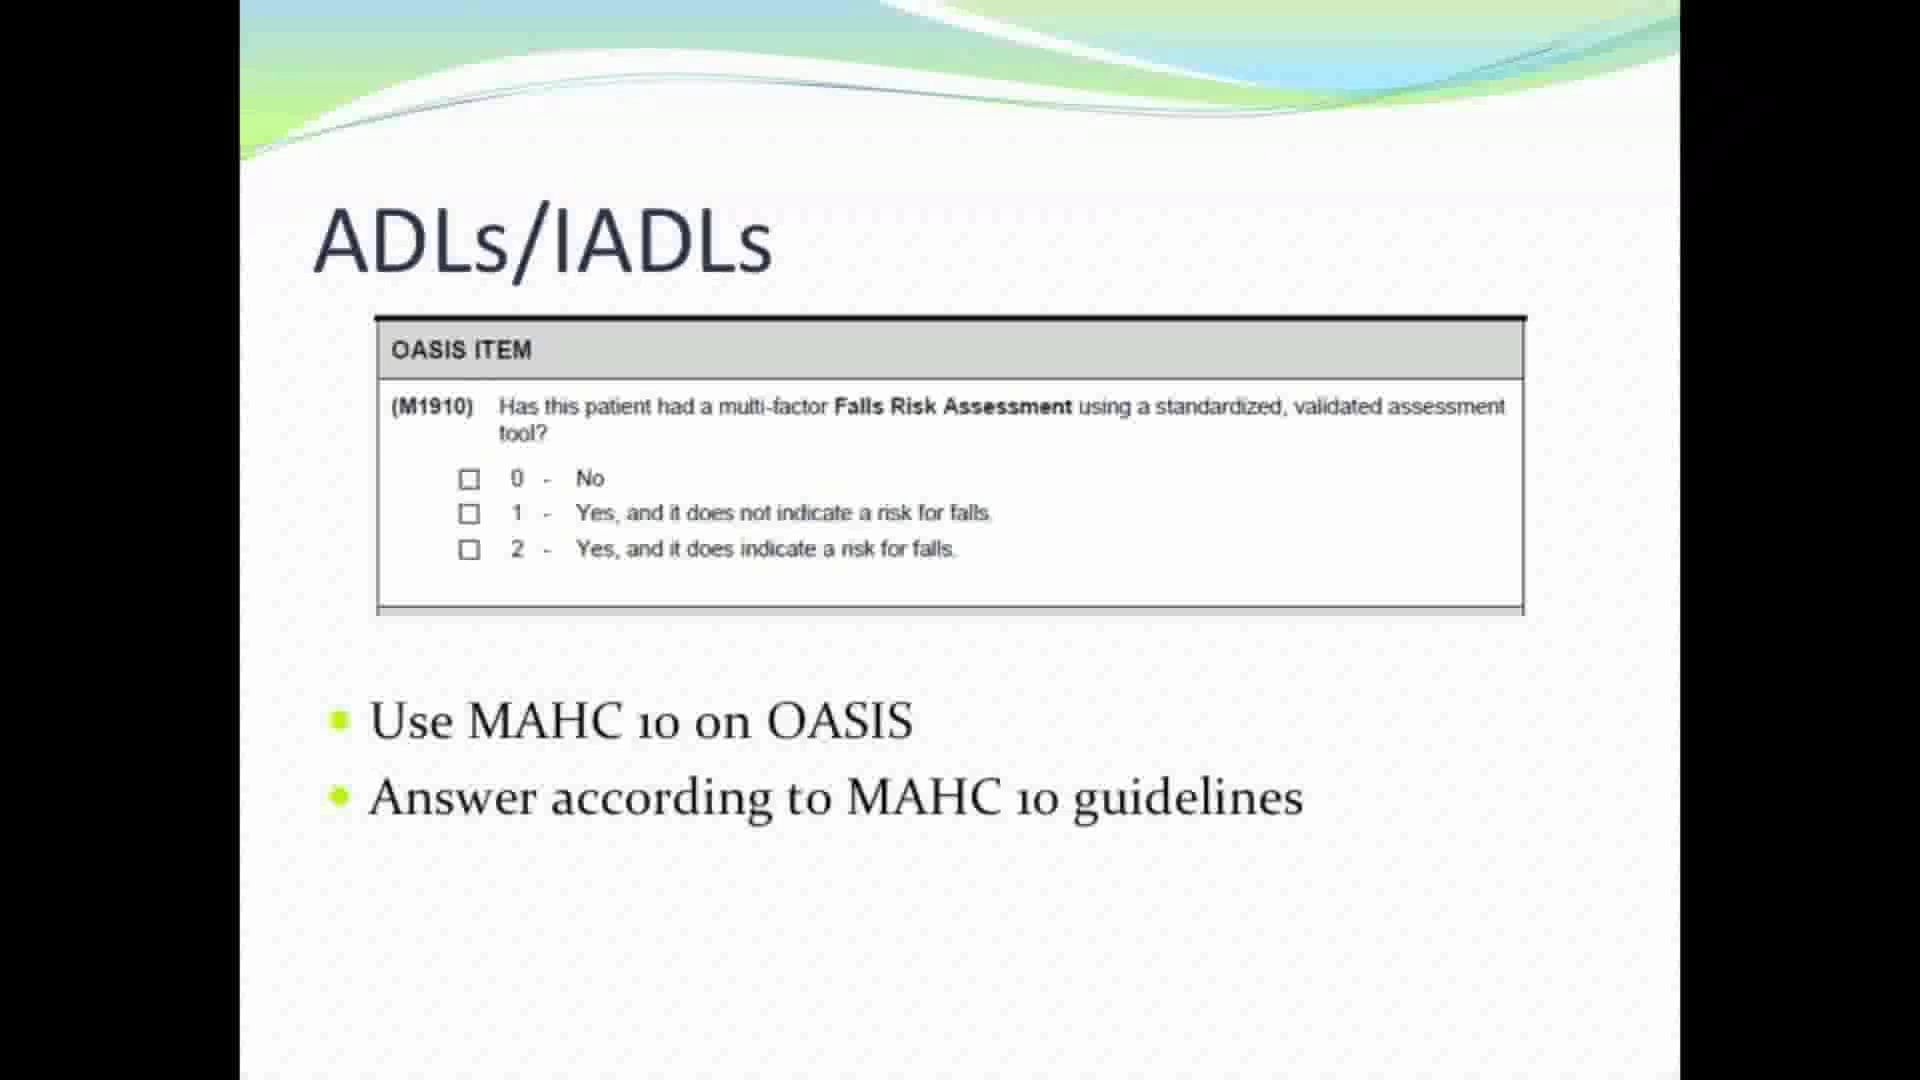 ADLs/IADLs
OASIS ITEM
(M1910) Has this patient had a multi-factor Falls Risk Assessment using a standardized, validated assessment
tool?
0 - No
1 - Yes, and it does not indicate a risk for falls.
2 - Yes, and it does indicate a risk for falls.
• Use MAHC 10 on OASIS
• Answer according to MAHC 10 guidelines